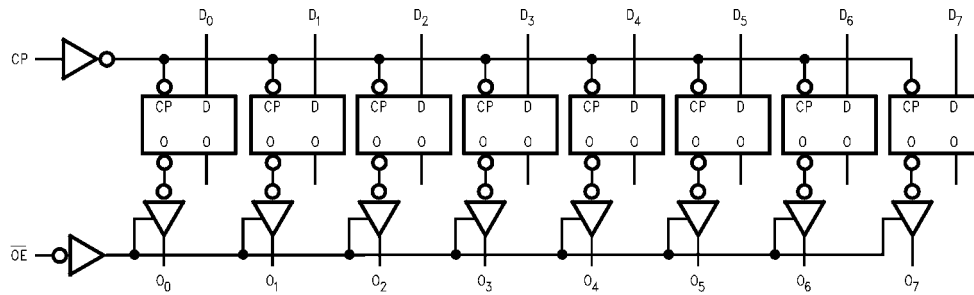 D0 D1 D2 D3 D4 D5 D6 D7
CP
CP D CP D CP D CP D CP D CP D CP D CP D
O O O O O O O O O O O O O O O O
O̅E̅
O0 O1 O2 O3 O4 O5 O6 O7